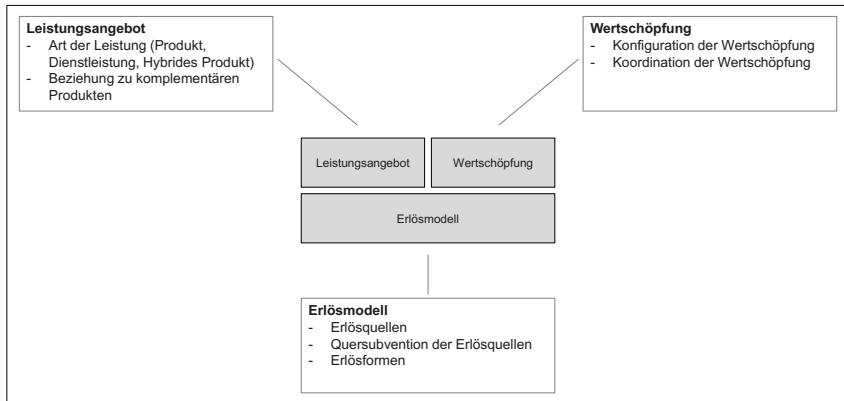 Leistungsangebot
- Art der Leistung (Produkt,
Dienstleistung, Hybrides Produkt)
- Beziehung zu komplementären
Produkten
Wertschöpfung
- Konfiguration der Wertschöpfung
- Koordination der Wertschöpfung
Leistungsangebot
Wertschöpfung
Erlösmodell
Erlösmodell
- Erlösquellen
- Quersubvention der Erlösquellen
- Erlösformen